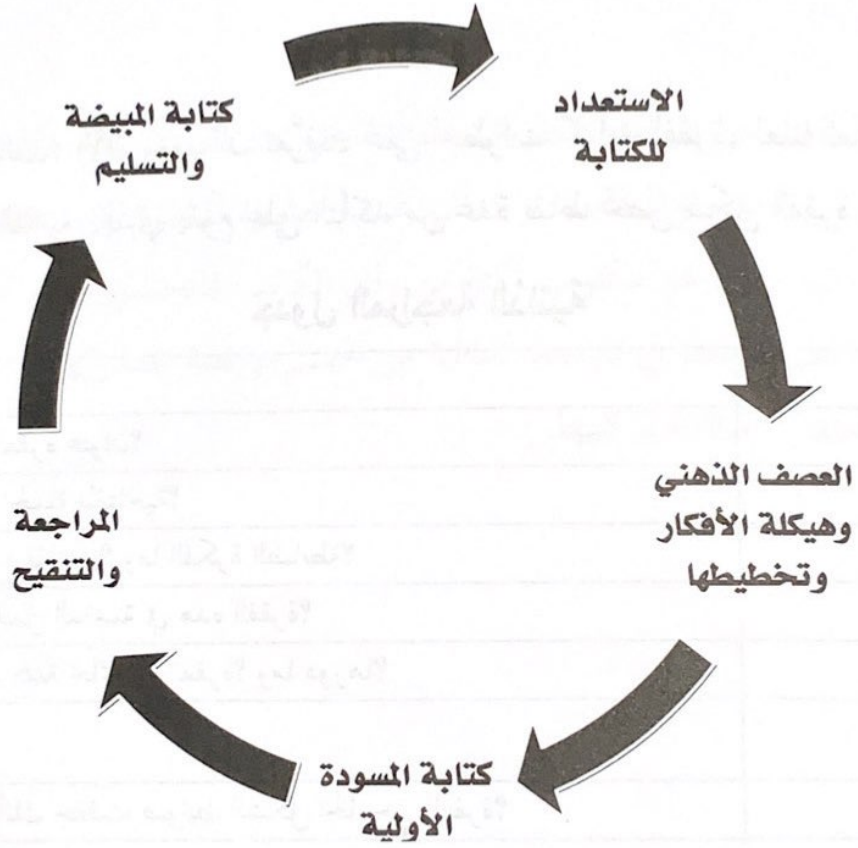 الاستعداد
للكتابة
العصف الذهني
وهيكلة الأفكار
وتخطيطها
كتابة المسودة
الأولية
المراجعة
والتنقيح
كتابة المبيضة
والتسليم